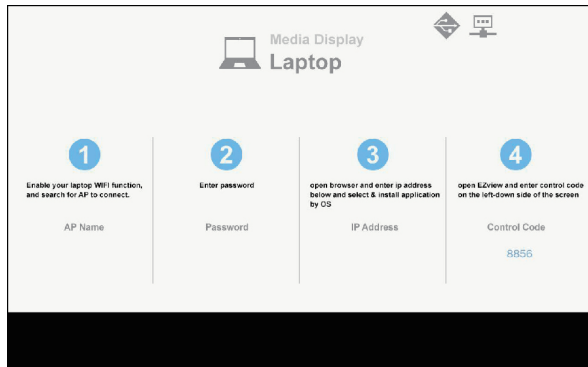 Media Display
Laptop
1
Enable your laptop WIFI function,
and search for AP to connect.
AP Name
2
Enter password
Password
3
open browser and enter ip address
below and select & install application
by OS
IP Address
4
open EZview and enter control code
on the left-down side of the screen
Control Code
8856